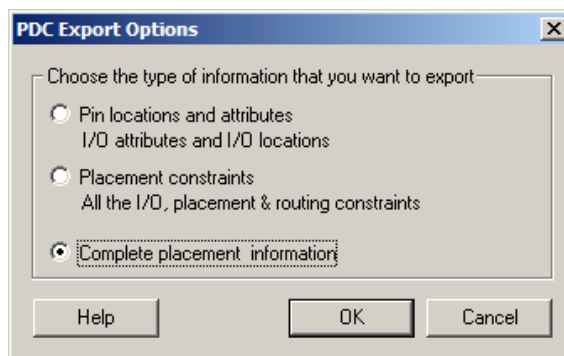 PDC Export Options
Choose the type of information that you want to export
Pin locations and attributes
I/O attributes and I/O locations
Placement constraints
All the I/O, placement & routing constraints
Complete placement information
Help OK Cancel